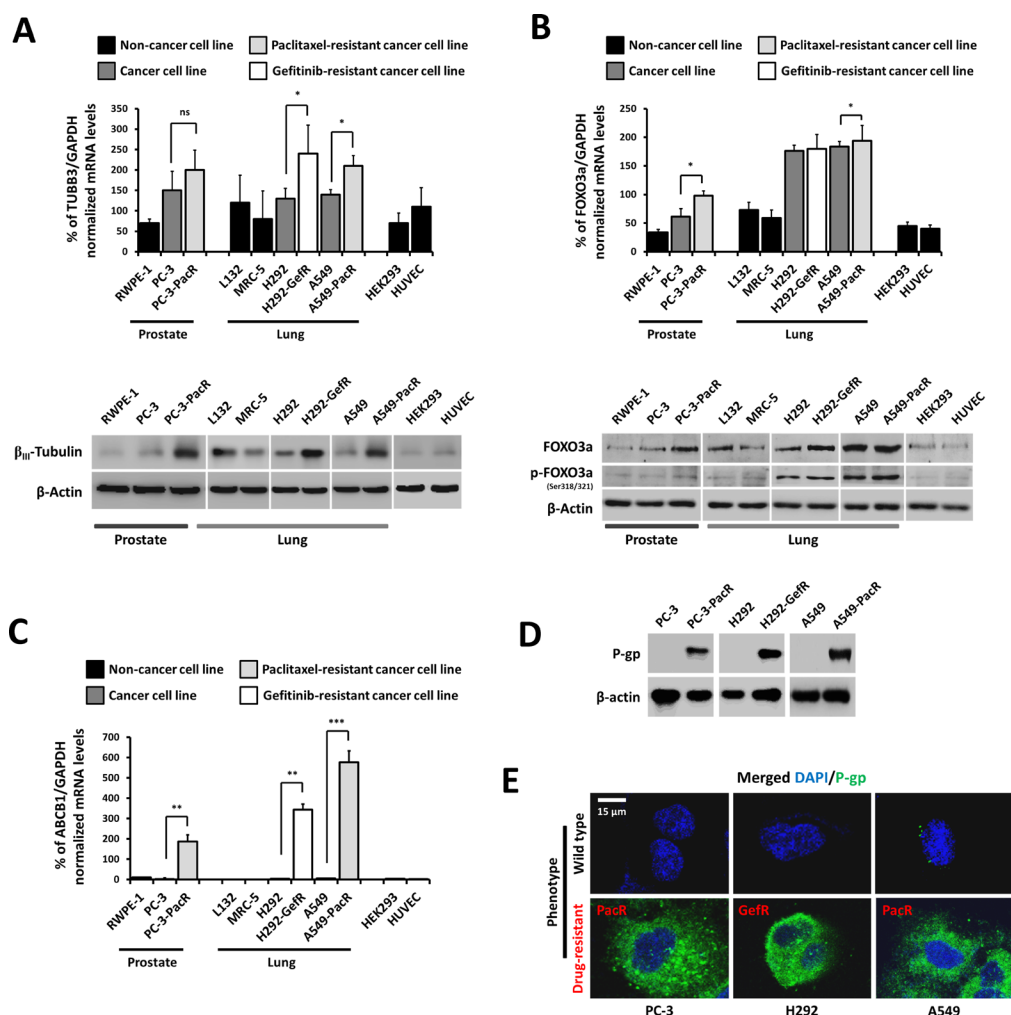 A
Non-cancer cell line
Paclitaxel-resistant cancer cell line
Cancer cell line
Gefitinib-resistant cancer cell line
% of TUBB3/GAPDH
normalized mRNA levels
350
300
250
200
150
100
50
0
ns
*
*
RWPE-1
PC-3
PC-3-PacR
L132
MRC-5
H292
H292-GefR
A549
A549-PacR
HEK293
HUVEC
Prostate
Lung
RWPE-1
PC-3
PC-3-PacR
L132
MRC-5
H292
H292-GefR
A549
A549-PacR
HEK293
HUVEC
βIII-Tubulin
β-Actin
Prostate
Lung
B
Non-cancer cell line
Paclitaxel-resistant cancer cell line
Cancer cell line
Gefitinib-resistant cancer cell line
% of FOXO3a/GAPDH
normalized mRNA levels
250
200
150
100
50
0
*
*
RWPE-1
PC-3
PC-3-PacR
L132
MRC-5
H292
H292-GefR
A549
A549-PacR
HEK293
HUVEC
Prostate
Lung
RWPE-1
PC-3
PC-3-PacR
L132
MRC-5
H292
H292-GefR
A549
A549-PacR
HEK293
HUVEC
FOXO3a
p-FOXO3a
(Ser318/321)
β-Actin
Prostate
Lung
C
Non-cancer cell line
Paclitaxel-resistant cancer cell line
Cancer cell line
Gefitinib-resistant cancer cell line
% of ABCB1/GAPDH
normalized mRNA levels
700
600
500
400
300
200
100
0
**
**
***
RWPE-1
PC-3
PC-3-PacR
L132
MRC-5
H292
H292-GefR
A549
A549-PacR
HEK293
HUVEC
Prostate
Lung
D
PC-3
PC-3-PacR
H292
H292-GefR
A549
A549-PacR
P-gp
β-actin
E
Merged DAPI/P-gp
15 µm
Phenotype
Wild type
Drug-resistant
PacR
GefR
PacR
PC-3
H292
A549